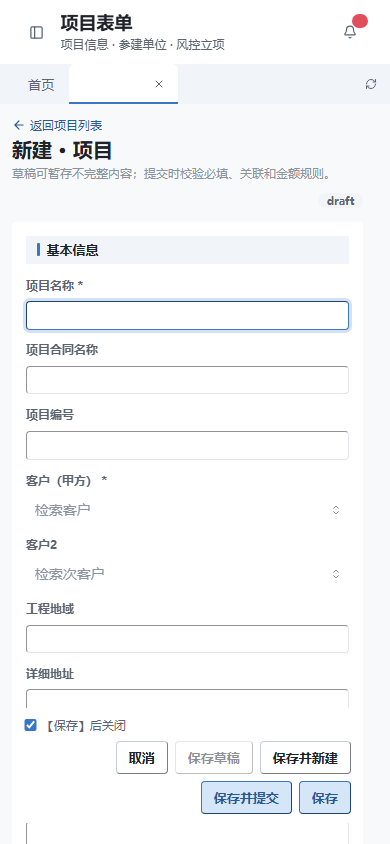 项目表单
项目信息 · 参建单位 · 风控立项
首页
返回项目列表
新建 · 项目
草稿可暂存不完整内容；提交时校验必填、关联和金额规则。
draft
基本信息
项目名称 *
项目合同名称
项目编号
客户（甲方） *
检索客户
客户2
检索次客户
工程地域
详细地址
【保存】后关闭
取消
保存草稿
保存并新建
保存并提交
保存